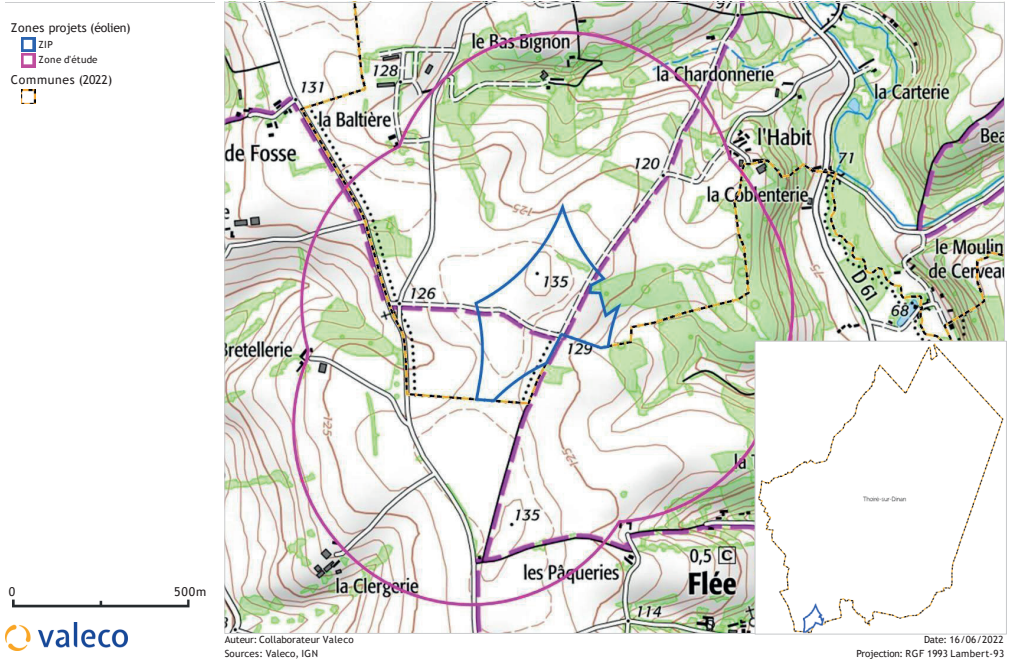 Zones projets (éolien)
ZIP
Zone d'étude
Communes (2022)
0
500m
valeco
97
le Bas Bignon
128
la Chardonnerie
131
la Carterie
la Baltière
l'Habit
de Fosse
71
120
la Coblenterie
125
le Moulin
de Cerveau
135
D 61
126
68
129
Bretellerie
125
125
75
135
0,5 C
les Pâqueries
Flée
la Clergerie
114
Thoiré-sur-Dinan
Auteur: Collaborateur Valeco
Sources: Valeco, IGN
Date: 16/06/2022
Projection: RGF 1993 Lambert-93